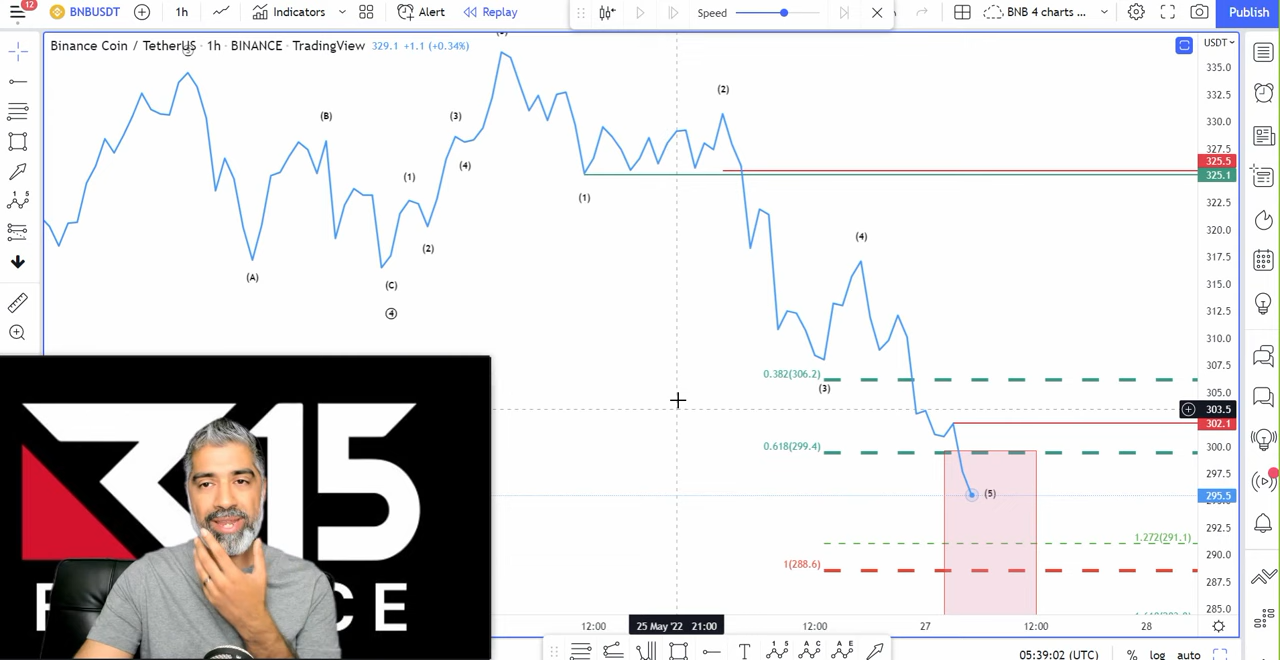 12
BNBUSDT
1h
Indicators
Alert
Replay
Speed
BNB 4 charts ...
Publish
Binance Coin / TetherUS · 1h · BINANCE · TradingView 329.1 +1.1 (+0.34%)
USDT
335.0
332.5
330.0
327.5
325.5
325.1
322.5
320.0
317.5
315.0
312.5
310.0
307.5
305.0
303.5
302.1
300.0
297.5
295.5
292.5
290.0
287.5
285.0
(A)
(B)
(C)
4
(1)
(2)
(3)
(4)
(1)
(2)
(3)
(4)
(5)
0.382(306.2)
0.618(299.4)
1.272(291.1)
1(288.6)
315
12:00
25 May '22 21:00
12:00
27
12:00
28
05:39:02 (UTC)
%
log
auto